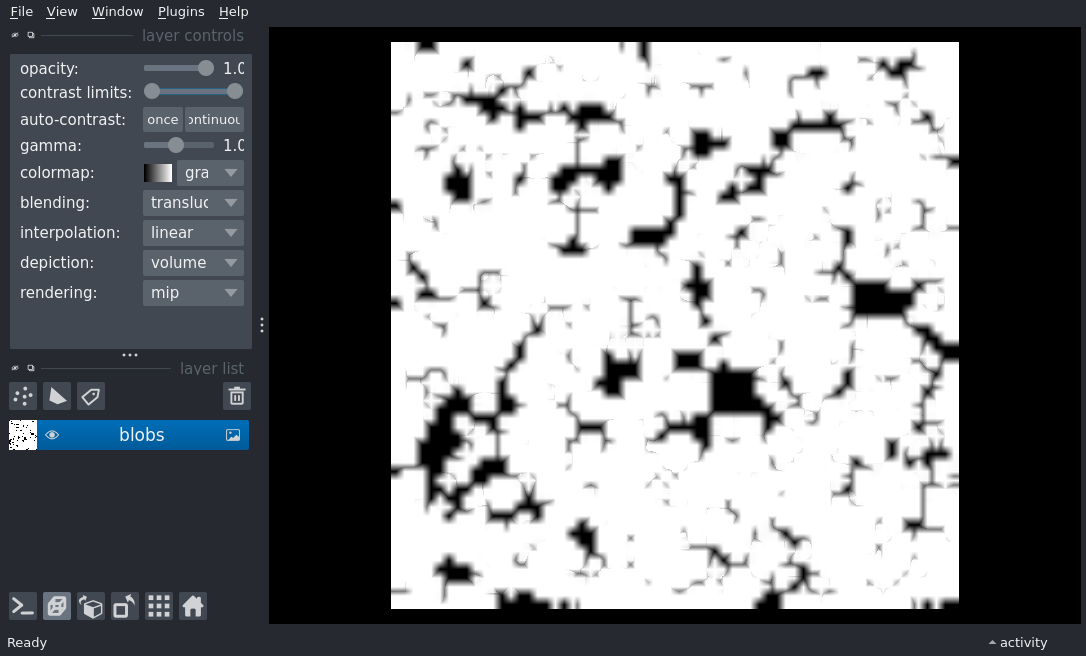 File View Window Plugins Help
layer controls
opacity: 1.0
contrast limits:
auto-contrast: once ontinuou
gamma: 1.0
colormap: gra
blending: transluc
interpolation: linear
depiction: volume
rendering: mip
layer list
blobs
Ready activity